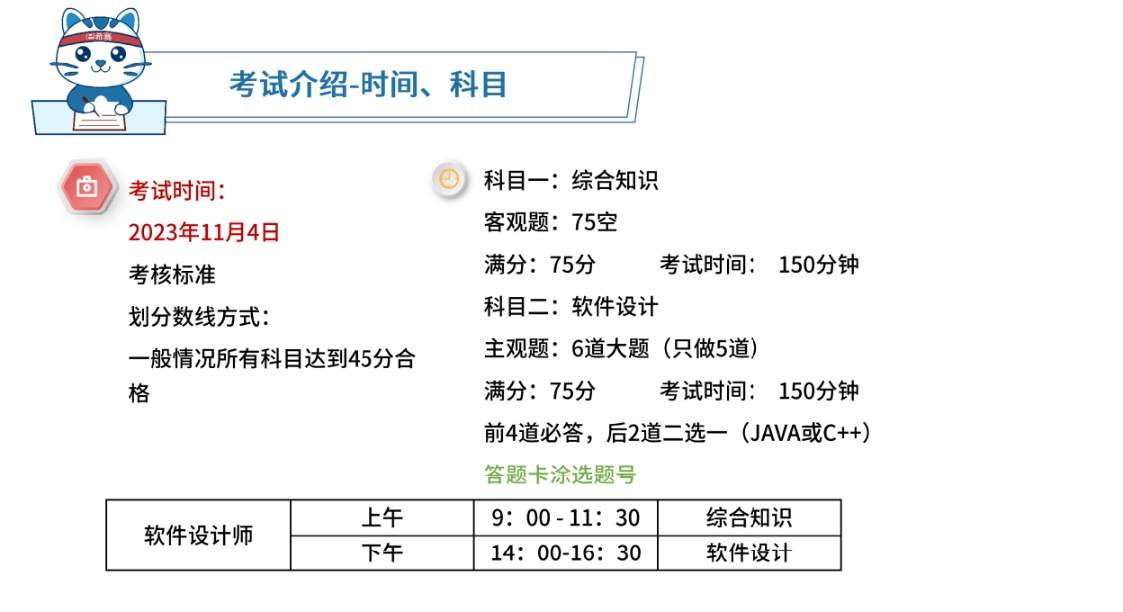 考试介绍-时间、科目
考试时间：
2023年11月4日
考核标准
划分数线方式：
一般情况所有科目达到45分合
格
科目一：综合知识
客观题：75空
满分：75分 考试时间： 150分钟
科目二：软件设计
主观题：6道大题（只做5道）
满分：75分 考试时间： 150分钟
前4道必答，后2道二选一（JAVA或C++）
答题卡涂选题号
软件设计师
上午 9：00 - 11：30 综合知识
下午 14：00-16：30 软件设计